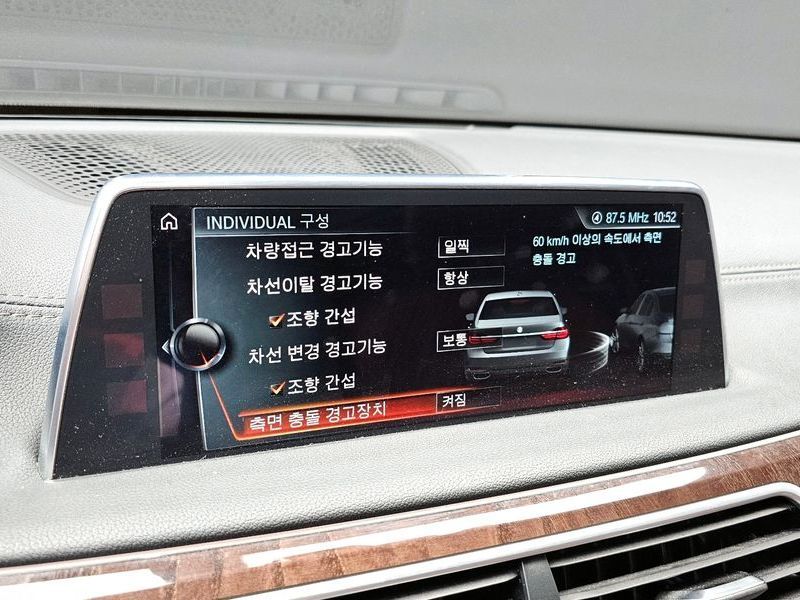 INDIVIDUAL 구성
④ 87.5 MHz 10:52
차량접근 경고기능 일찍
차선이탈 경고기능 항상
조향 간섭
차선 변경 경고기능 보통
조향 간섭
측면 충돌 경고장치 켜짐
60 km/h 이상의 속도에서 측면
충돌 경고